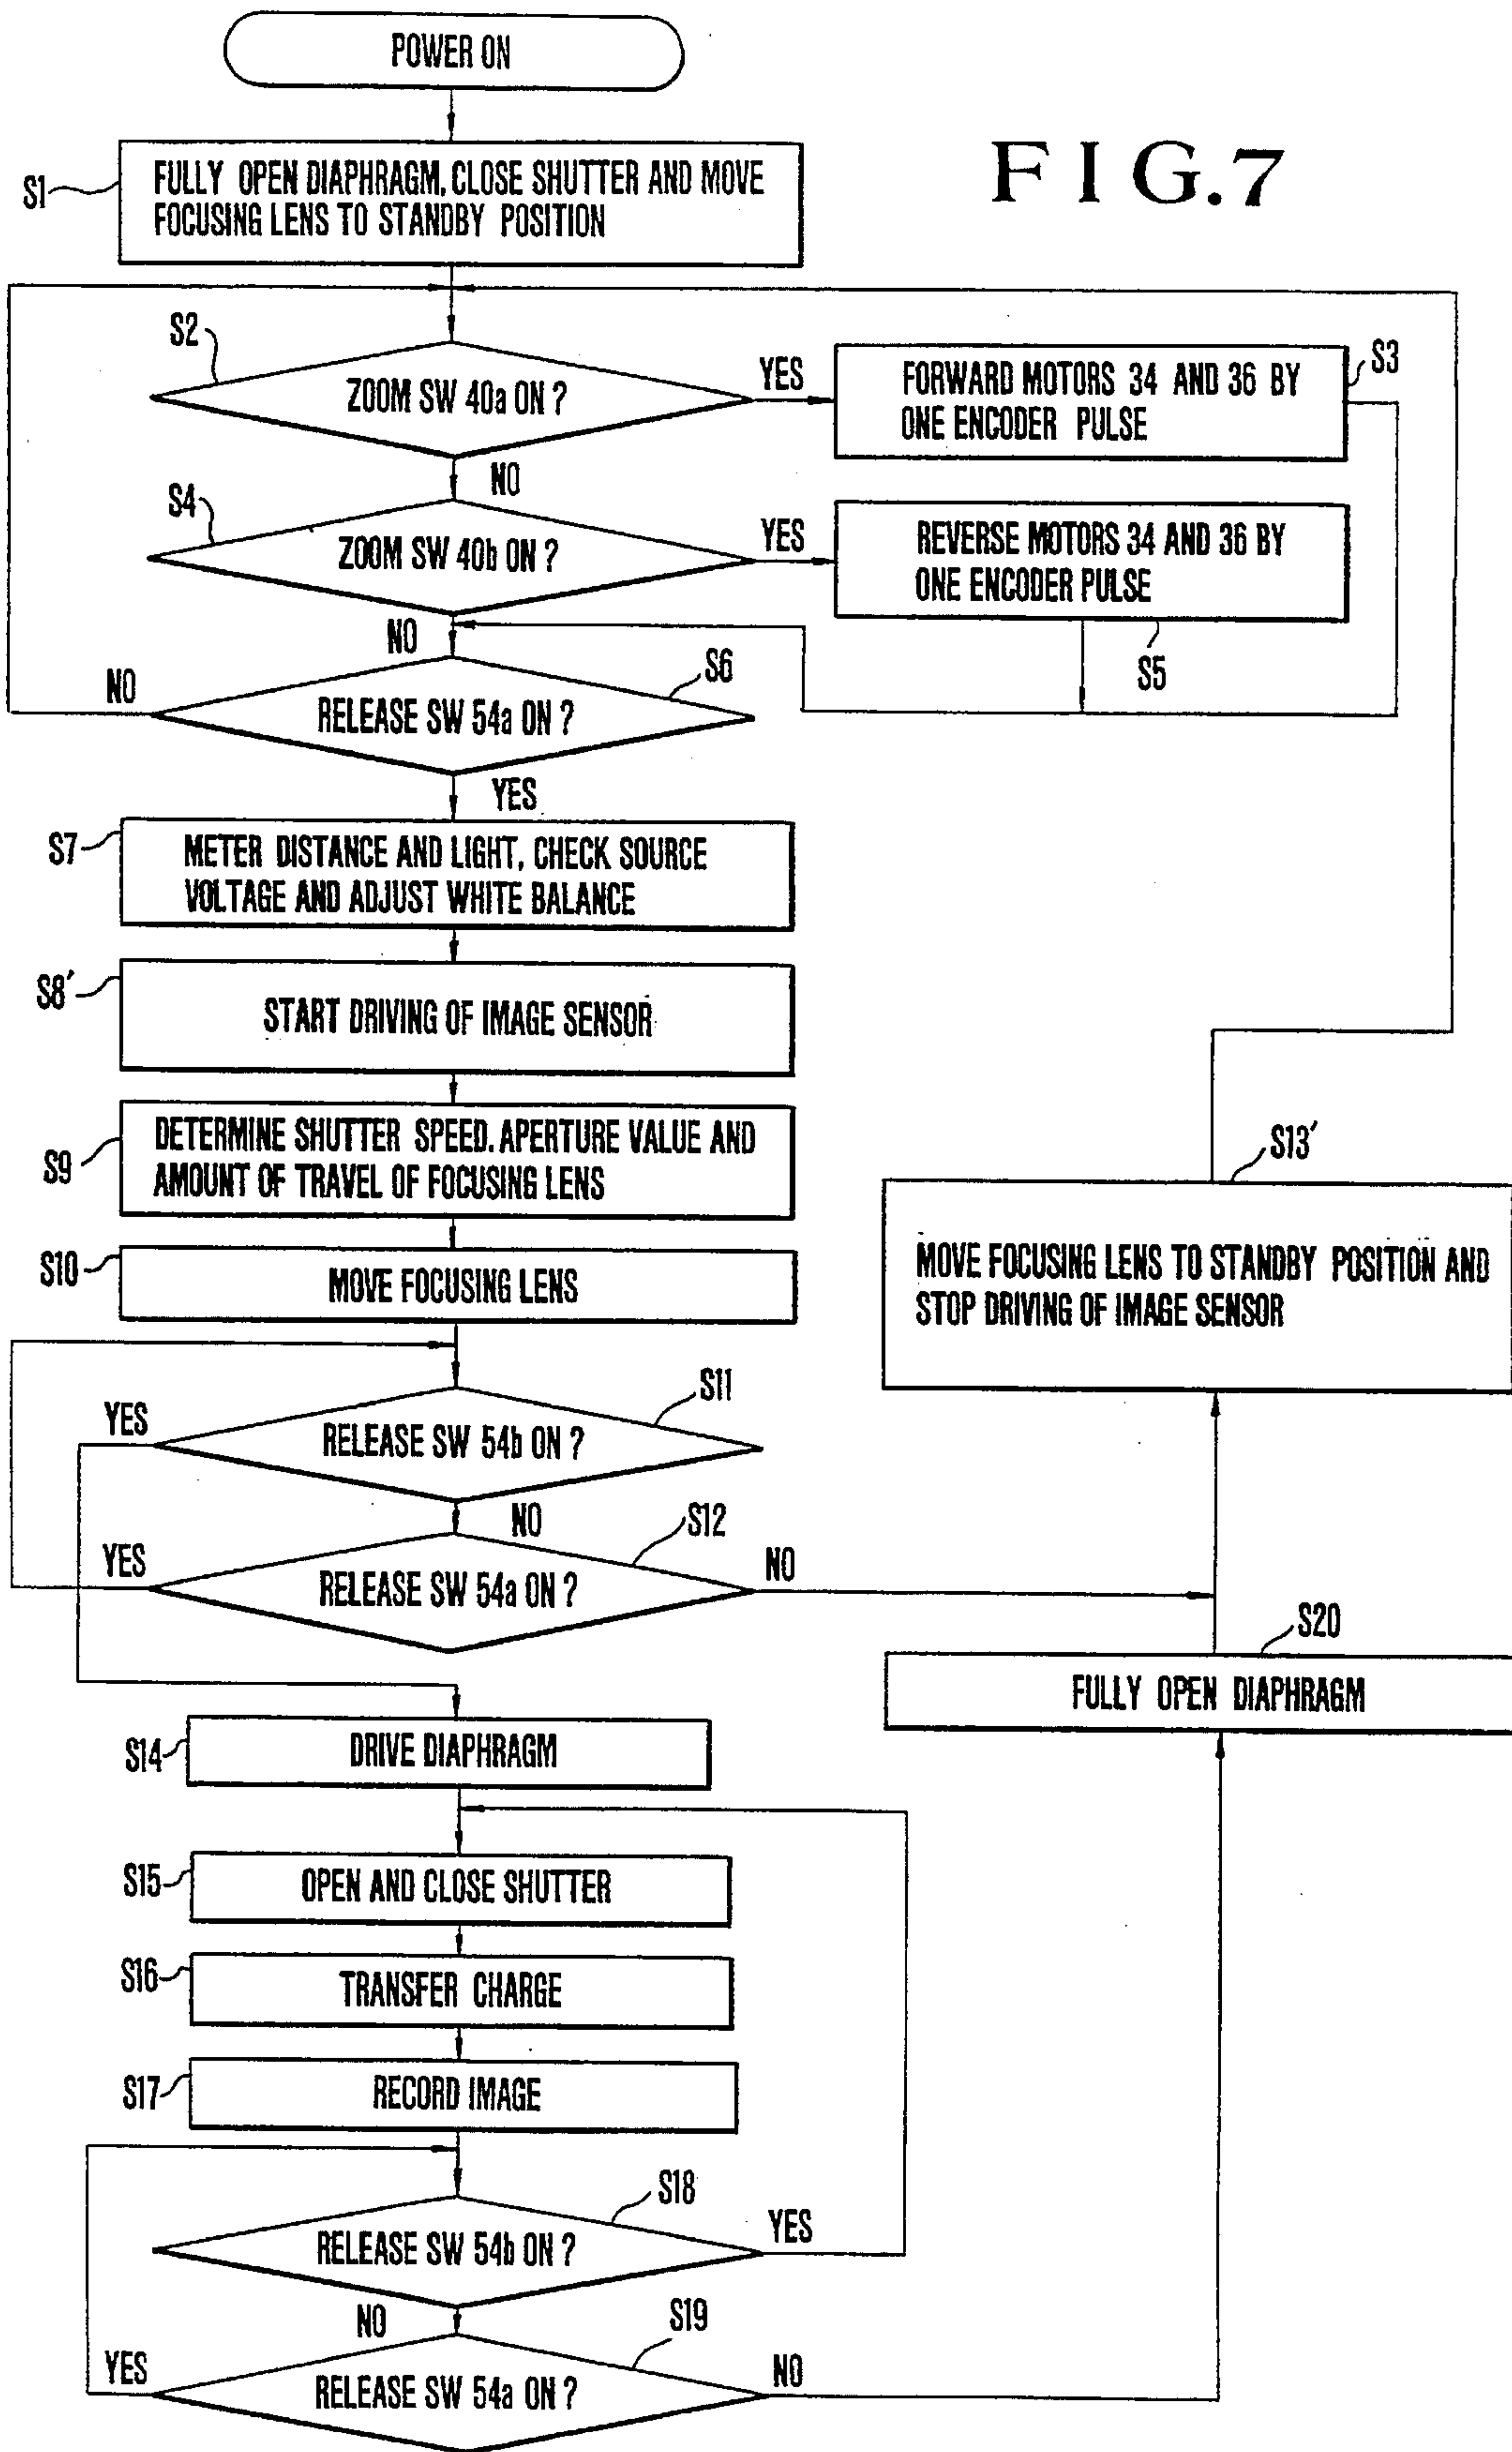 POWER ON
FIG.7
S1
FULLY OPEN DIAPHRAGM, CLOSE SHUTTER AND MOVE
FOCUSING LENS TO STANDBY POSITION
S2
ZOOM SW 40a ON ?
YES
FORWARD MOTORS 34 AND 36 BY
ONE ENCODER PULSE
S3
NO
S4
ZOOM SW 40b ON ?
YES
REVERSE MOTORS 34 AND 36 BY
ONE ENCODER PULSE
S5
NO
S6
NO
RELEASE SW 54a ON ?
YES
S7
METER DISTANCE AND LIGHT, CHECK SOURCE
VOLTAGE AND ADJUST WHITE BALANCE
S8'
START DRIVING OF IMAGE SENSOR
S9
DETERMINE SHUTTER SPEED. APERTURE VALUE AND
AMOUNT OF TRAVEL OF FOCUSING LENS
S13'
MOVE FOCUSING LENS TO STANDBY POSITION AND
STOP DRIVING OF IMAGE SENSOR
S10
MOVE FOCUSING LENS
S11
YES
RELEASE SW 54b ON ?
NO
S12
YES
RELEASE SW 54a ON ?
NO
S20
FULLY OPEN DIAPHRAGM
S14
DRIVE DIAPHRAGM
S15
OPEN AND CLOSE SHUTTER
S16
TRANSFER CHARGE
S17
RECORD IMAGE
S18
RELEASE SW 54b ON ?
YES
NO
S19
YES
RELEASE SW 54a ON ?
NO